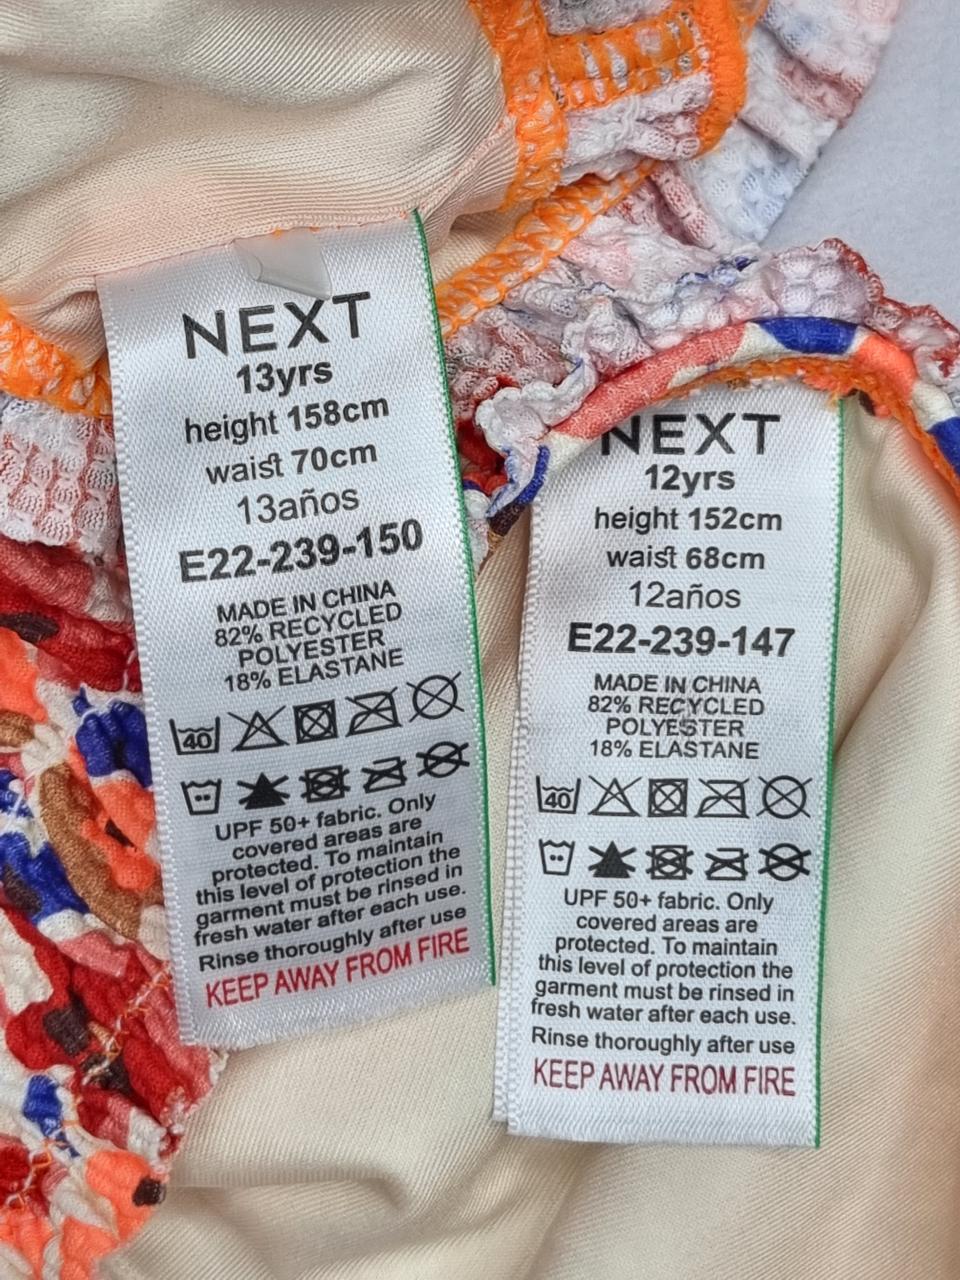 NEXT
13yrs
height 158cm
waist 70cm
13años
E22-239-150
MADE IN CHINA
82% RECYCLED
POLYESTER
18% ELASTANE
40
UPF 50+ fabric. Only
covered areas are
protected. To maintain
this level of protection the
garment must be rinsed in
fresh water after each use.
Rinse thoroughly after use
KEEP AWAY FROM FIRE
NEXT
12yrs
height 152cm
waist 68cm
12años
E22-239-147
MADE IN CHINA
82% RECYCLED
POLYESTER
18% ELASTANE
40
UPF 50+ fabric. Only
covered areas are
protected. To maintain
this level of protection the
garment must be rinsed in
fresh water after each use.
Rinse thoroughly after use
KEEP AWAY FROM FIRE